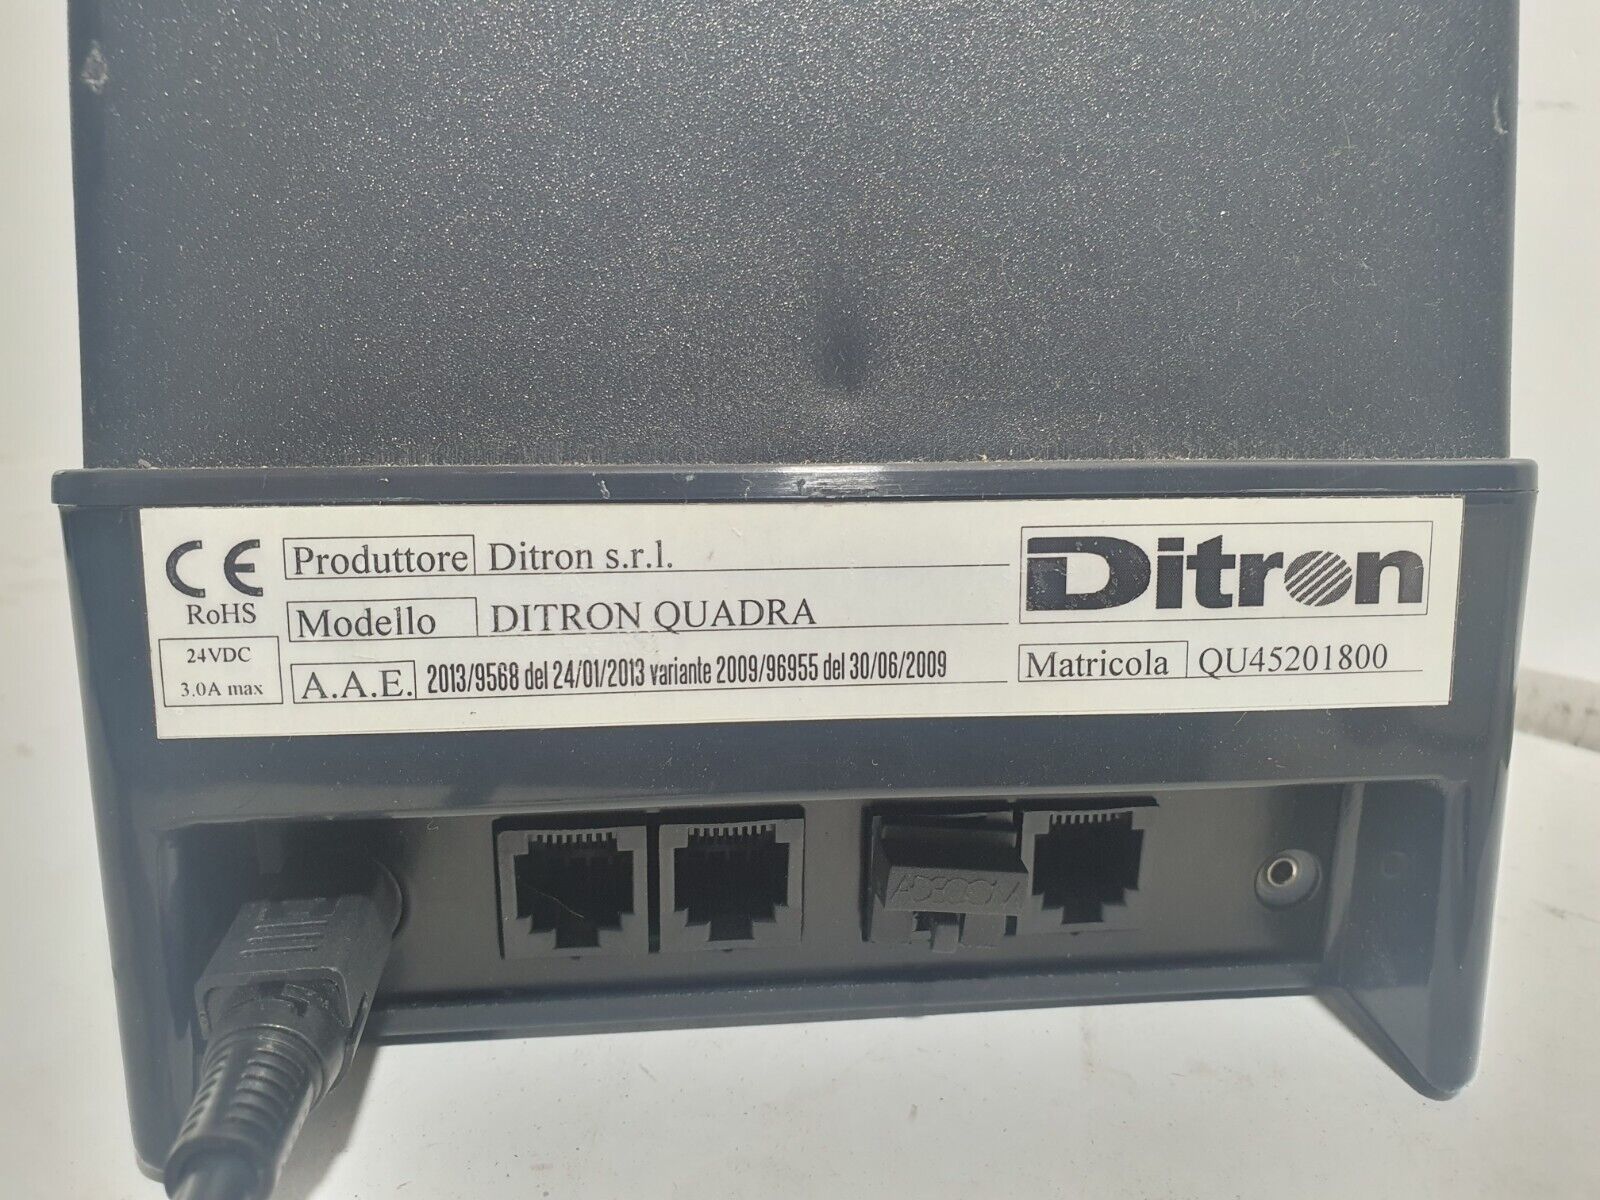 CE
RoHS
24VDC
3.0A max
Produttore Ditron s.r.l.
Modello DITRON QUADRA
A.A.E. 2013/9568 del 24/01/2013 variante 2009/96955 del 30/06/2009
Ditron
Matricola QU45201800
ADECOM